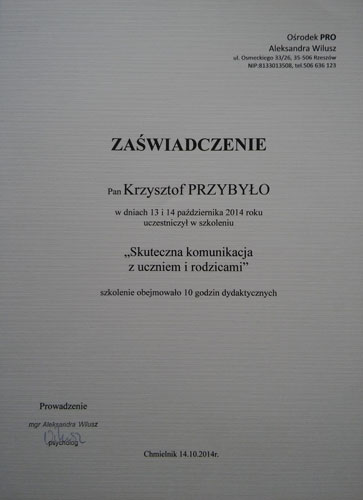 Ośrodek PRO
Aleksandra Wilusz
ul. Osmeckiego 33/26, 35-506 Rzeszów
NIP:8133013508, tel.506 636 123
ZAŚWIADCZENIE
Pan Krzysztof PRZYBYŁO
w dniach 13 i 14 października 2014 roku
uczestniczył w szkoleniu
„Skuteczna komunikacja
z uczniem i rodzicami”
szkolenie obejmowało 10 godzin dydaktycznych
Prowadzenie
mgr Aleksandra Wilusz
psycholog
Chmielnik 14.10.2014r.